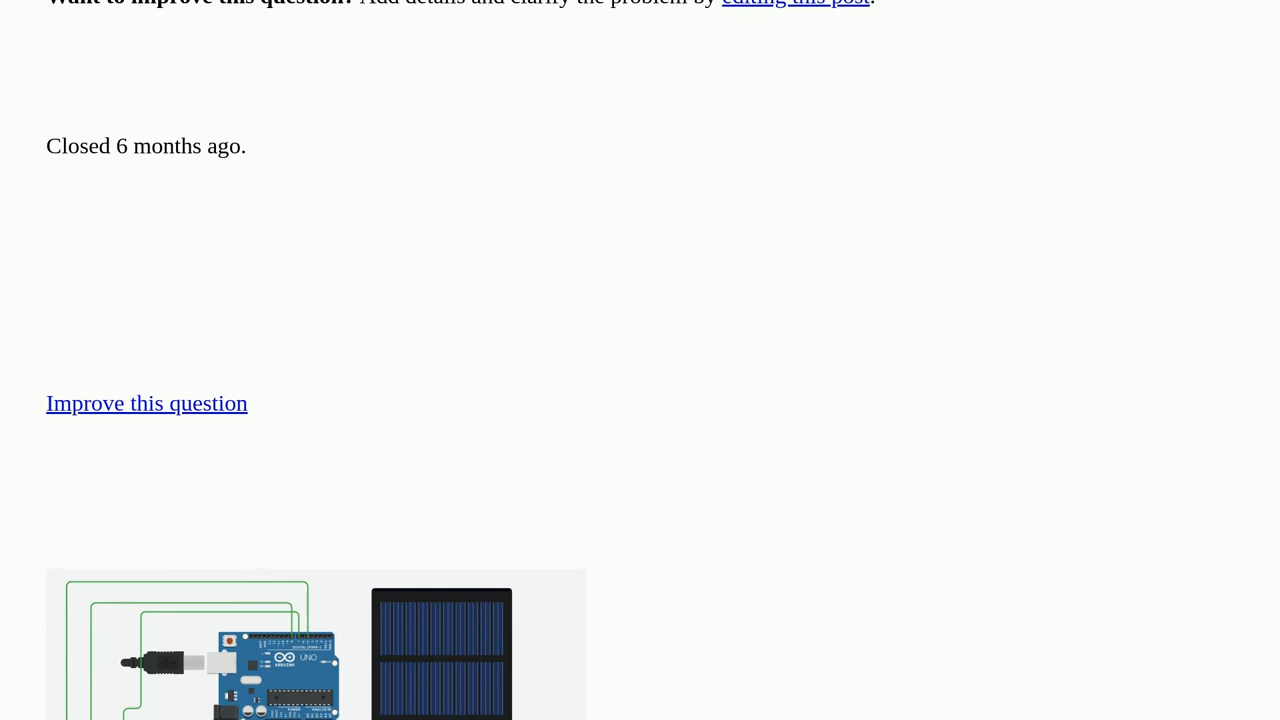 Want to improve this question? Add details and clarify the problem by editing this post.
Closed 6 months ago.
Improve this question
UNO
ARDUINO